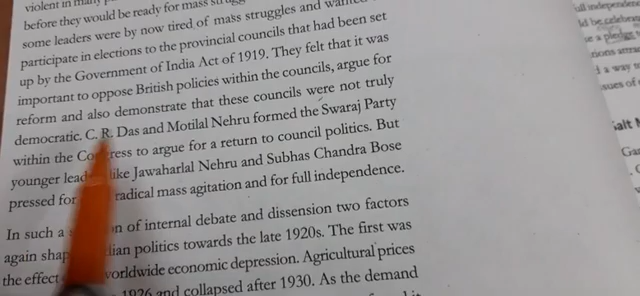 violent in many
before they would be ready for mass
some leaders were by now tired of mass struggles and wanted
participate in elections to the provincial councils that had been set
up by the Government of India Act of 1919. They felt that it was
important to oppose British policies within the councils, argue for
reform and also demonstrate that these councils were not truly
democratic. C. R. Das and Motilal Nehru formed the Swaraj Party
within the Congress to argue for a return to council politics. But
younger like Jawaharlal Nehru and Subhas Chandra Bose
pressed for radical mass agitation and for full independence.
In such a of internal debate and dissension two factors
again politics towards the late 1920s. The first was
the effect worldwide economic depression. Agricultural prices
1926 and collapsed after 1930. As the demand